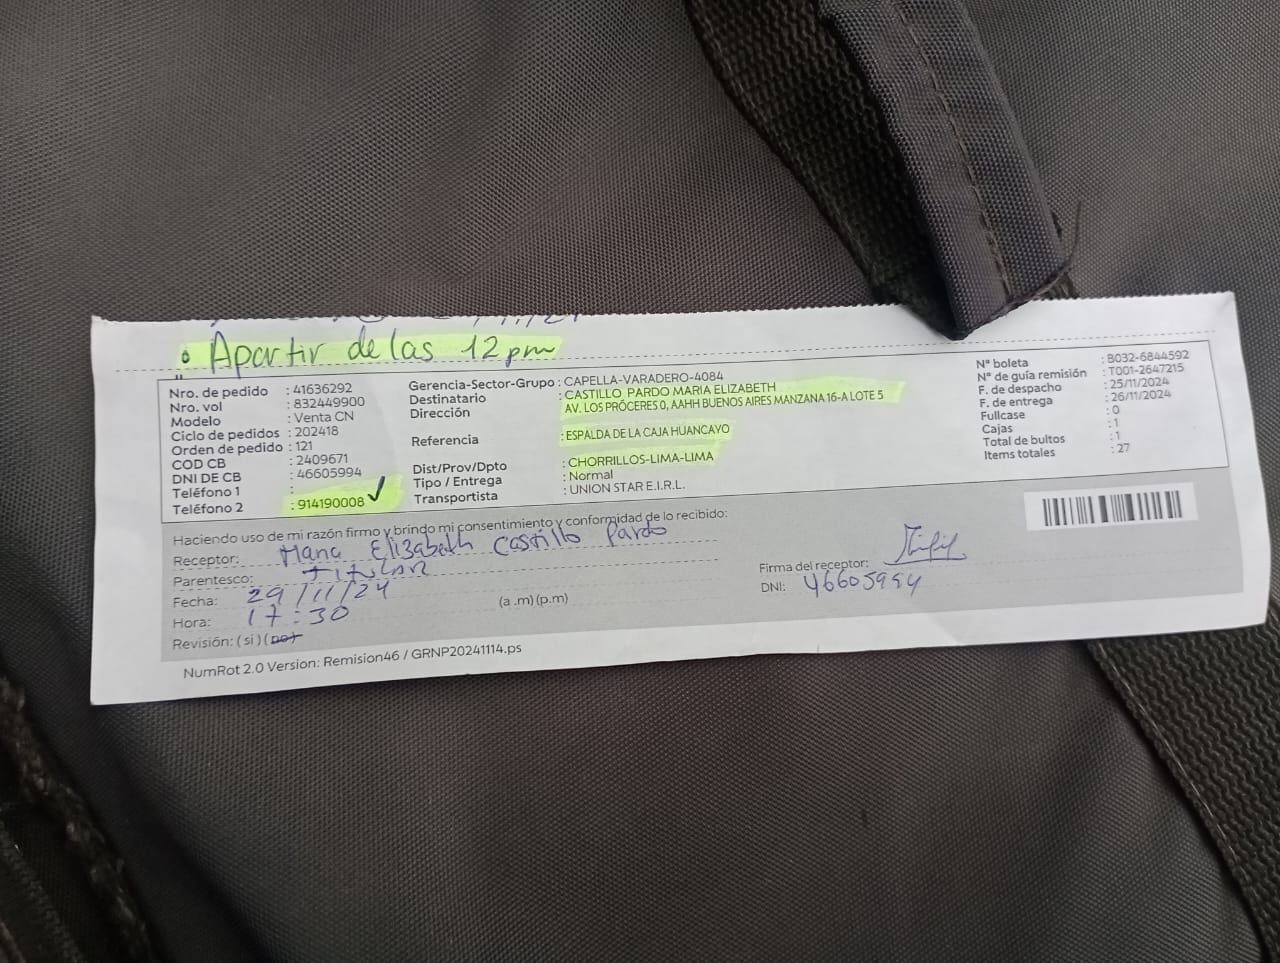 Apartir de las 12pm
Nro. de pedido : 41636292
Nro. vol : 832449900
Modelo : Venta CN
Ciclo de pedidos : 202418
Orden de pedido : 121
COD CB : 2409671
DNI DE CB : 46605994
Teléfono 1 :
Teléfono 2 : 914190008
Gerencia-Sector-Grupo : CAPELLA-VARADERO-4084
Destinatario : CASTILLO PARDO MARIA ELIZABETH
Dirección AV. LOS PRÓCERES 0, AAHH BUENOS AIRES MANZANA 16-A LOTE 5
Referencia : ESPALDA DE LA CAJA HUANCAYO
Dist/Prov/Dpto : CHORRILLOS-LIMA-LIMA
Tipo / Entrega : Normal
Transportista : UNION STAR E.I.R.L.
N° boleta : B032-6844592
N° de guía remisión : T001-2647215
F. de despacho : 25/11/2024
F. de entrega : 26/11/2024
Fullcase : 0
Cajas : 1
Total de bultos : 1
Items totales : 27
Haciendo uso de mi razón firmo y brindo mi consentimiento y conformidad de lo recibido:
Receptor: Maria Elizabeth Castillo Pardo
Parentesco: titular
Fecha: 29/11/24
Hora: 17:30 (a.m) (p.m)
Revisión: (si) (no)
Firma del receptor:
DNI: 46605994
NumRot 2.0 Version: Remision46 / GRNP20241114.ps